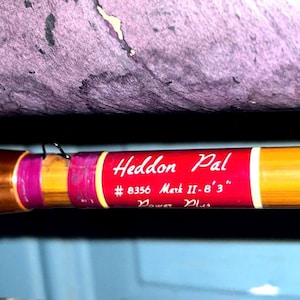 Heddon Pal
# 8356 Mark II - 8' 3"
Power Plus